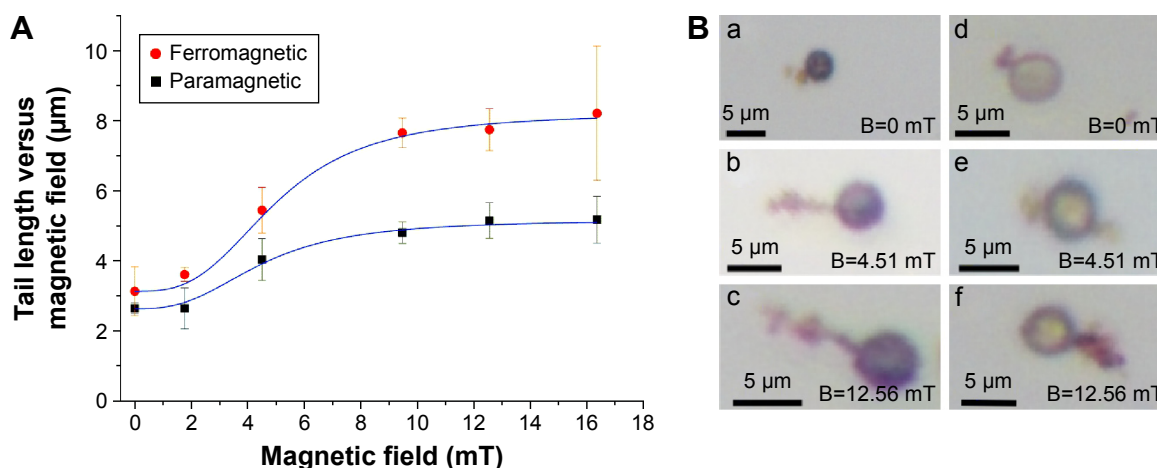 A
Tail length versus
magnetic field (µm)
10
8
6
4
2
0
Ferromagnetic
Paramagnetic
0 2 4 6 8 10 12 14 16 18
Magnetic field (mT)
B
a
5 µm
B=0 mT
d
5 µm
B=0 mT
b
5 µm
B=4.51 mT
e
5 µm
B=4.51 mT
c
5 µm
B=12.56 mT
f
5 µm
B=12.56 mT